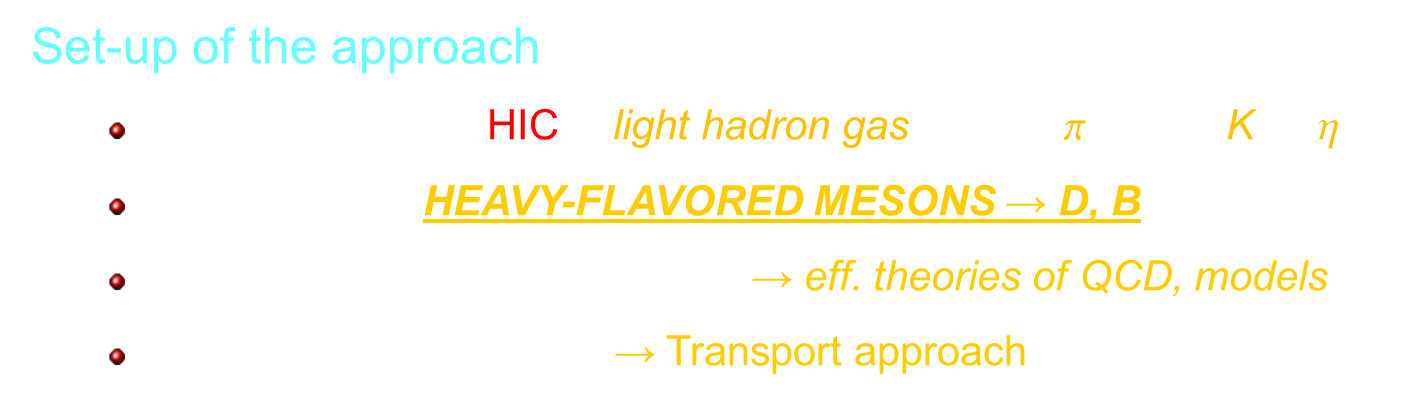 Set-up of the approach
HIC light hadron gas π K η
HEAVY-FLAVORED MESONS → D, B
→ eff. theories of QCD, models
→ Transport approach